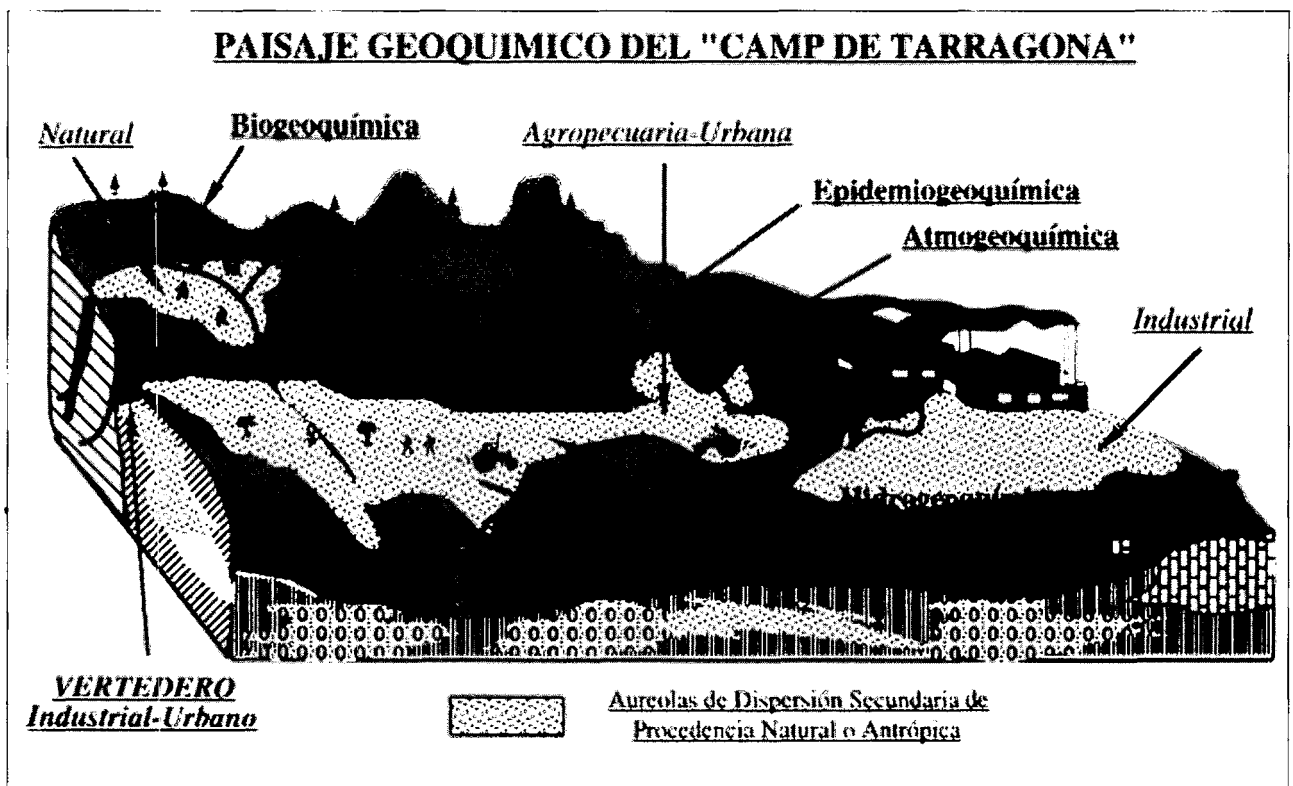 PAISAJE GEOQUIMICO DEL "CAMP DE TARRAGONA"
Natural
Biogeoquímica
Agropecuaria-Urbana
Epidemiogeoquímica
Atmogeoquímica
Industrial
VERTEDERO
Industrial-Urbano
Aureolas de Dispersión Secundaria de
Procedencia Natural o Antrópica